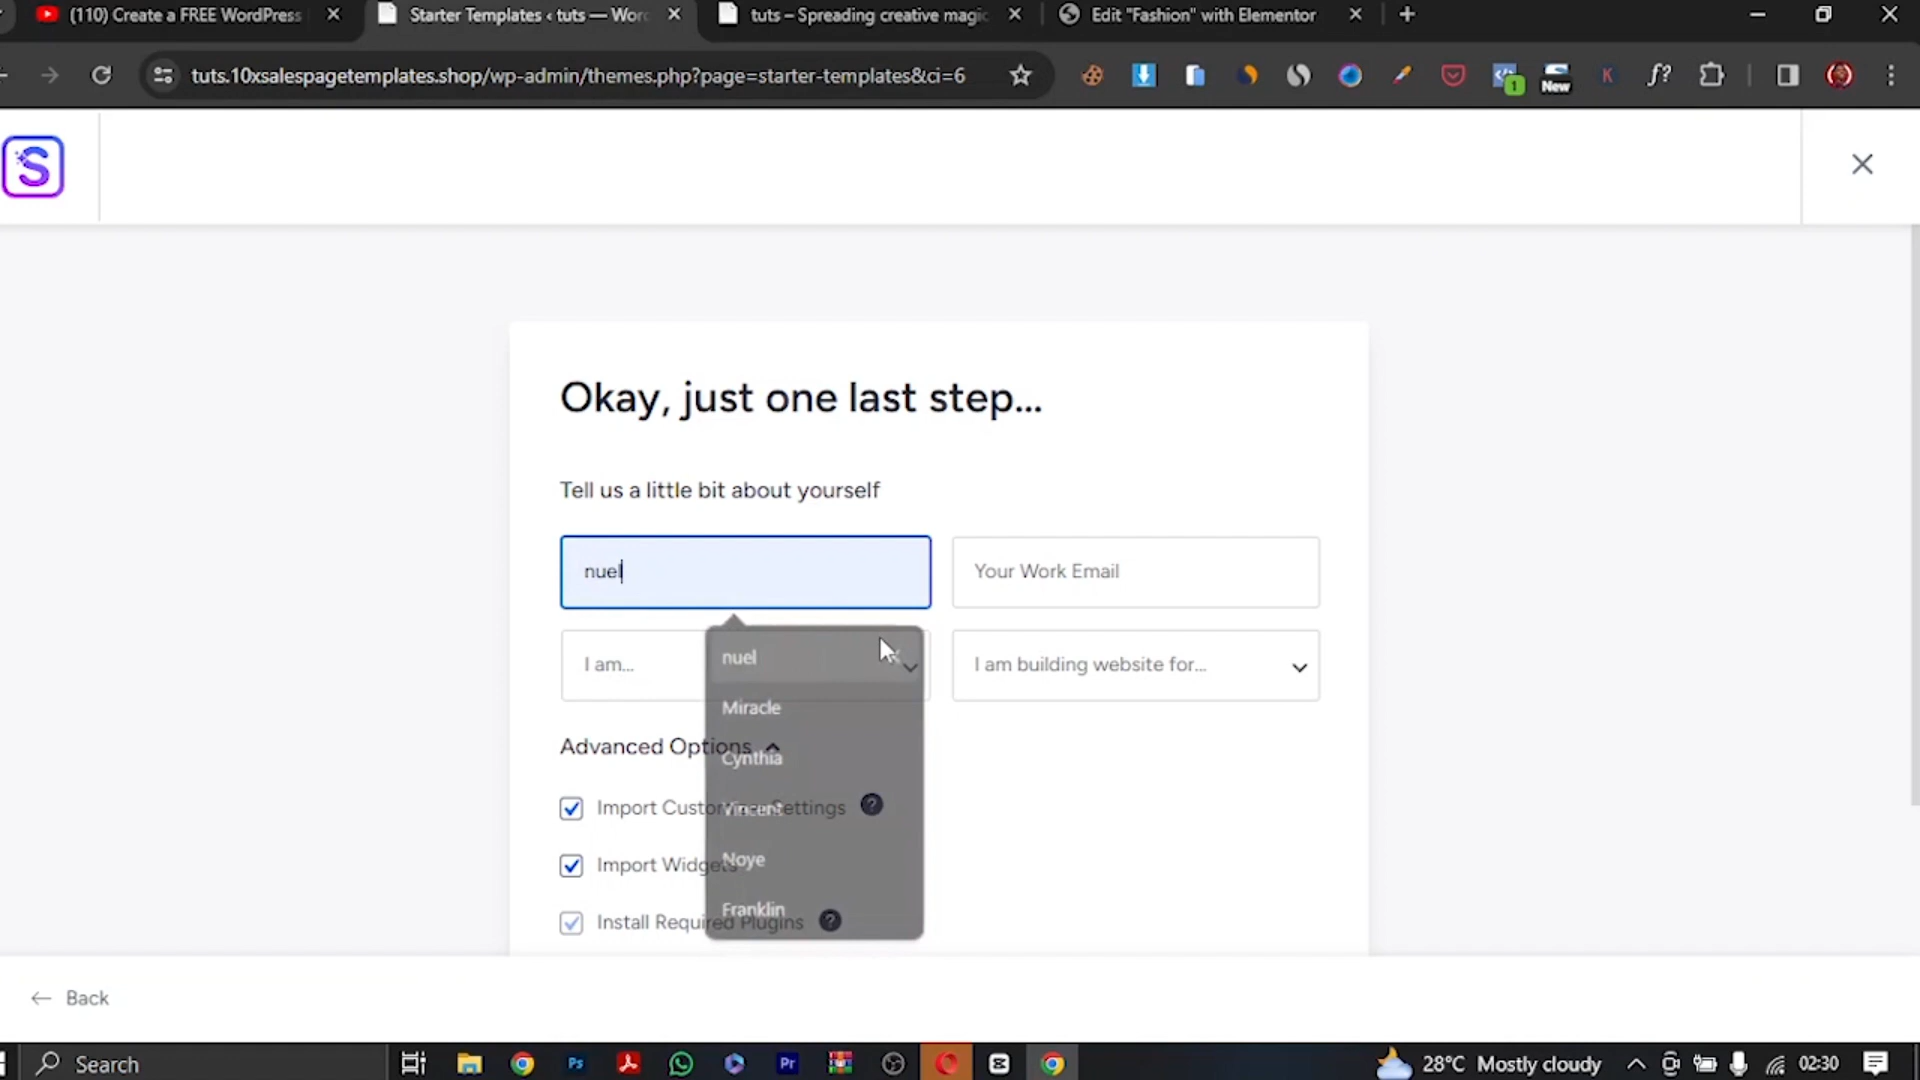 (110) Create a FREE WordPress
Starter Templates ‹ tuts — Wor
tuts – Spreading creative magic
Edit "Fashion" with Elementor
tuts.10xsalespagetemplates.shop/wp-admin/themes.php?page=starter-templates&ci=6
1
New
K
f?
S
Okay, just one last step...
Tell us a little bit about yourself
nuel
Your Work Email
I am...
I am building website for...
nuel
Miracle
Cynthia
Vincent
Noye
Franklin
Advanced Options
Import Customizer Settings
?
Import Widgets
Install Required Plugins
?
Back
Search
Ps
Pr
28°C Mostly cloudy
02:30